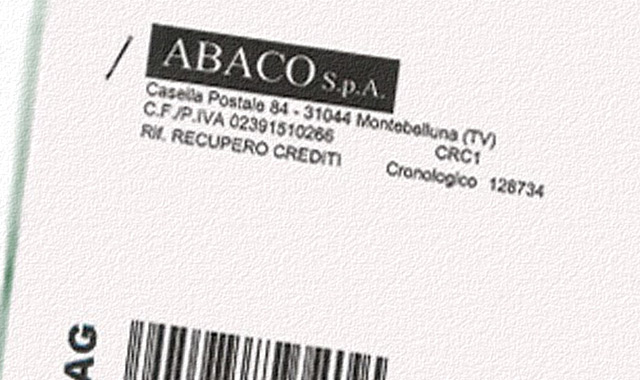 ABACO S.p.A.
Casella Postale 84 - 31044 Montebelluna (TV)
C.F./P.IVA 02391510266 CRC1
Rif. RECUPERO CREDITI Cronologico 128734
AG